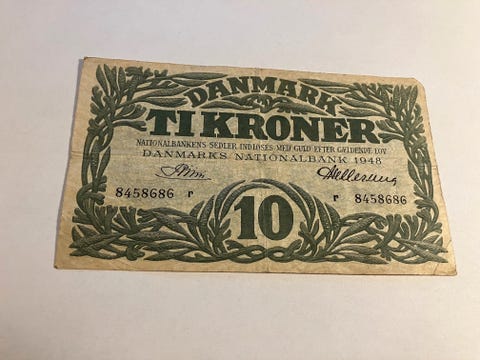 DANMARK
TI KRONER
NATIONALBANKENS SEDLER INDLØSES MED GULD EFTER GÆLDENDE LOV
DANMARKS NATIONALBANK 1948
8458686 r
r 8458686
10